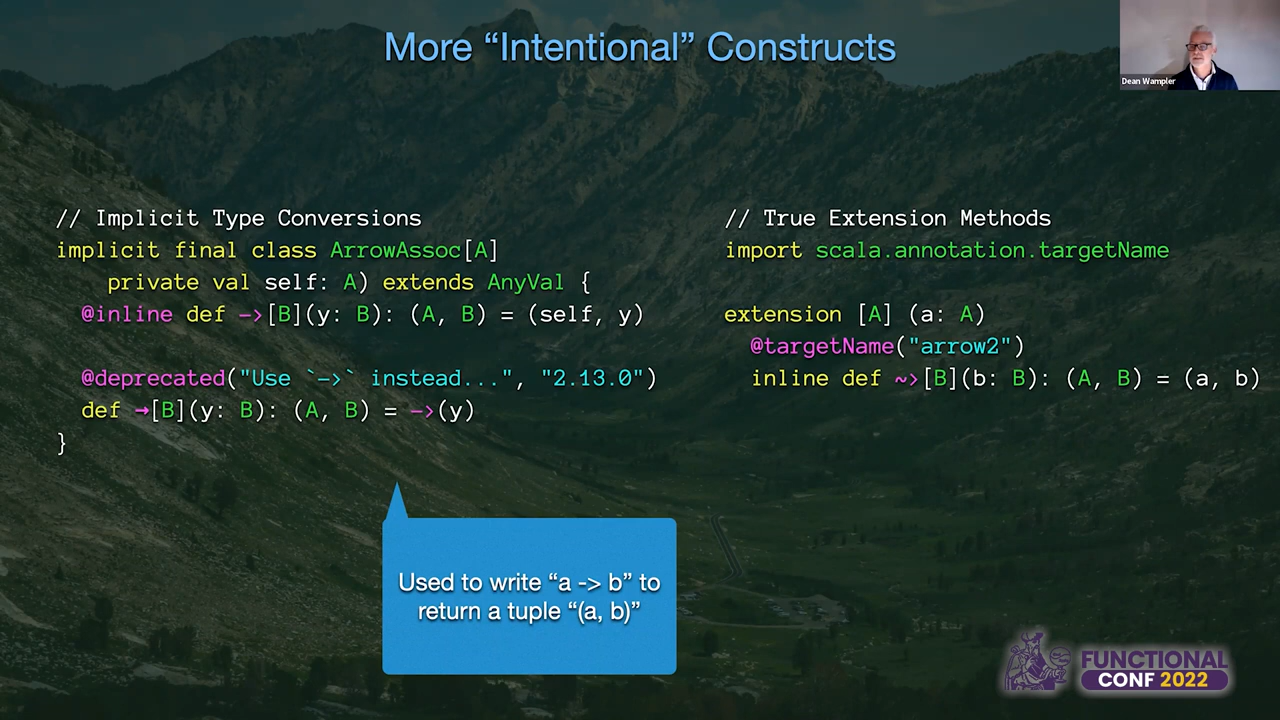 More “Intentional” Constructs
Dean Wampler
// Implicit Type Conversions
implicit final class ArrowAssoc[A]
    private val self: A) extends AnyVal {
  @inline def ->[B](y: B): (A, B) = (self, y)
  @deprecated("Use `->` instead...", "2.13.0")
  def →[B](y: B): (A, B) = ->(y)
}
// True Extension Methods
import scala.annotation.targetName
extension [A] (a: A)
  @targetName("arrow2")
  inline def ~>[B](b: B): (A, B) = (a, b)
Used to write “a -> b” to
return a tuple “(a, b)”
FUNCTIONAL
CONF 2022